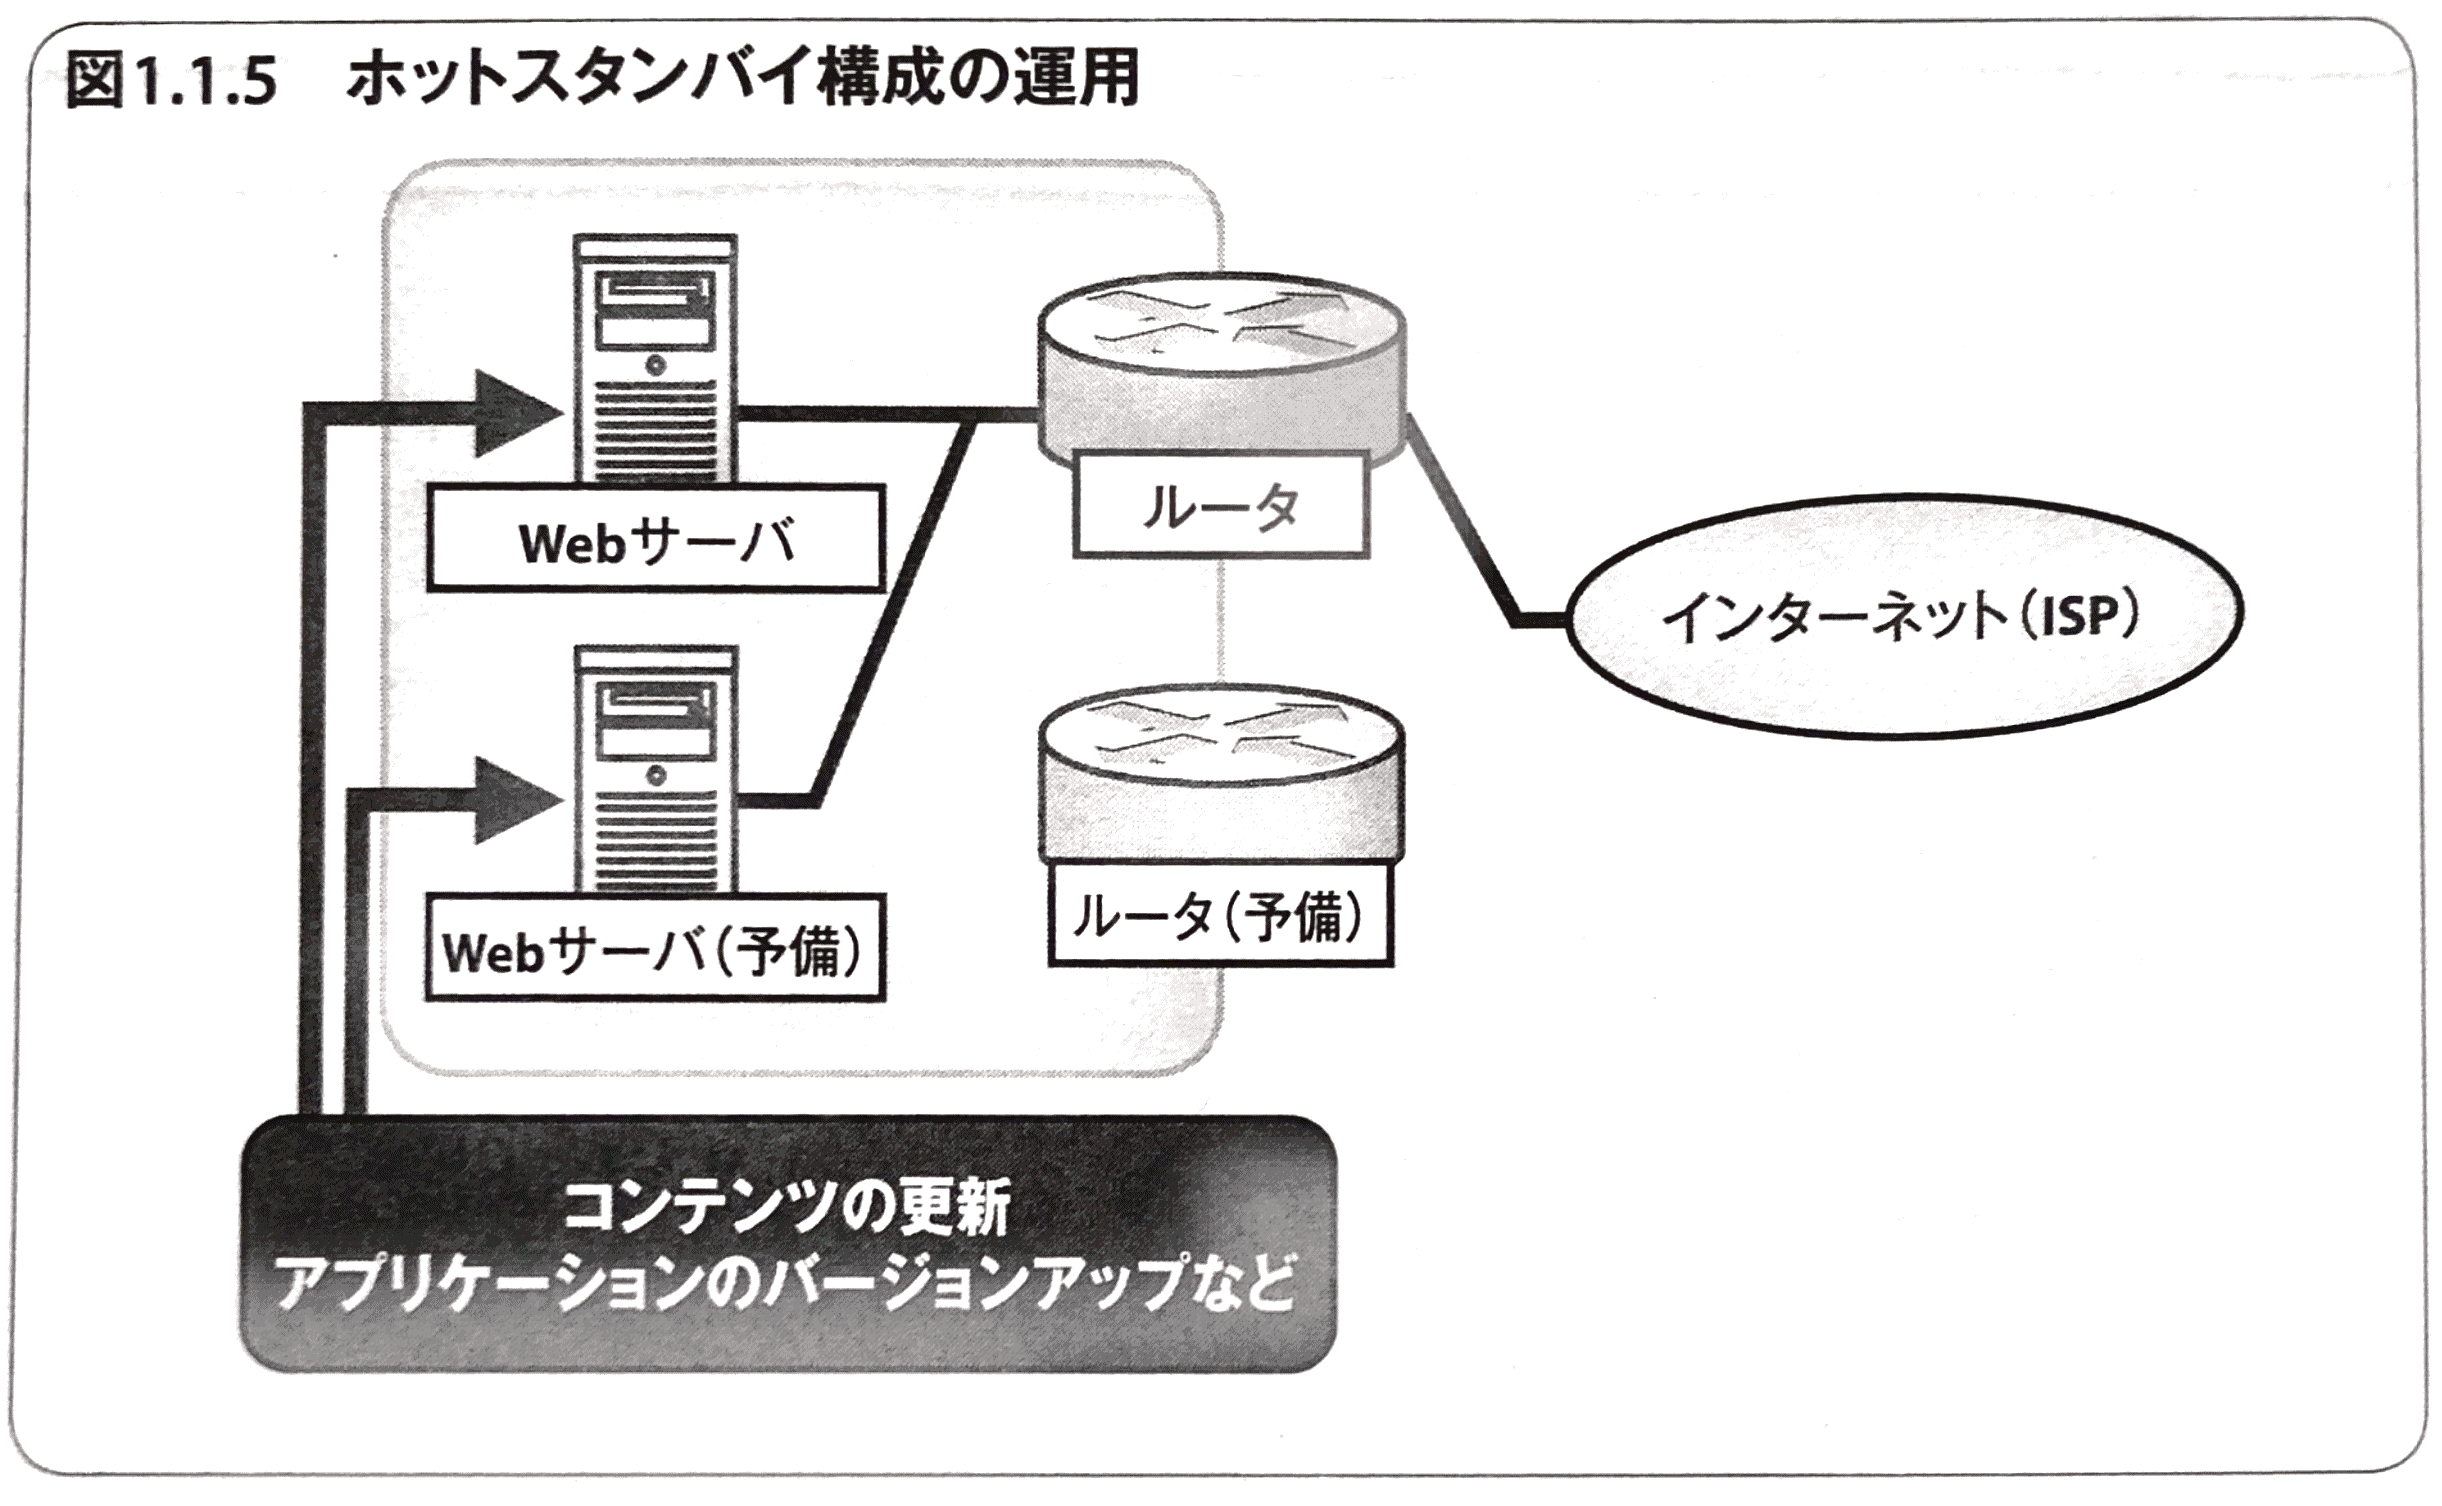 図1.1.5 ホットスタンバイ構成の運用
Webサーバ
ルータ
インターネット(ISP)
Webサーバ(予備)
ルータ(予備)
コンテンツの更新
アプリケーションのバージョンアップなど